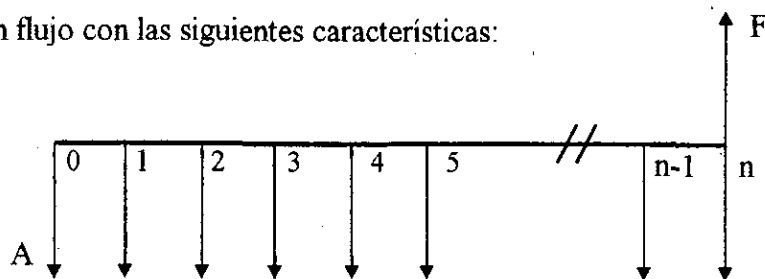 flujo con las siguientes características:
F
0 1 2 3 4 5 n-1 n
A